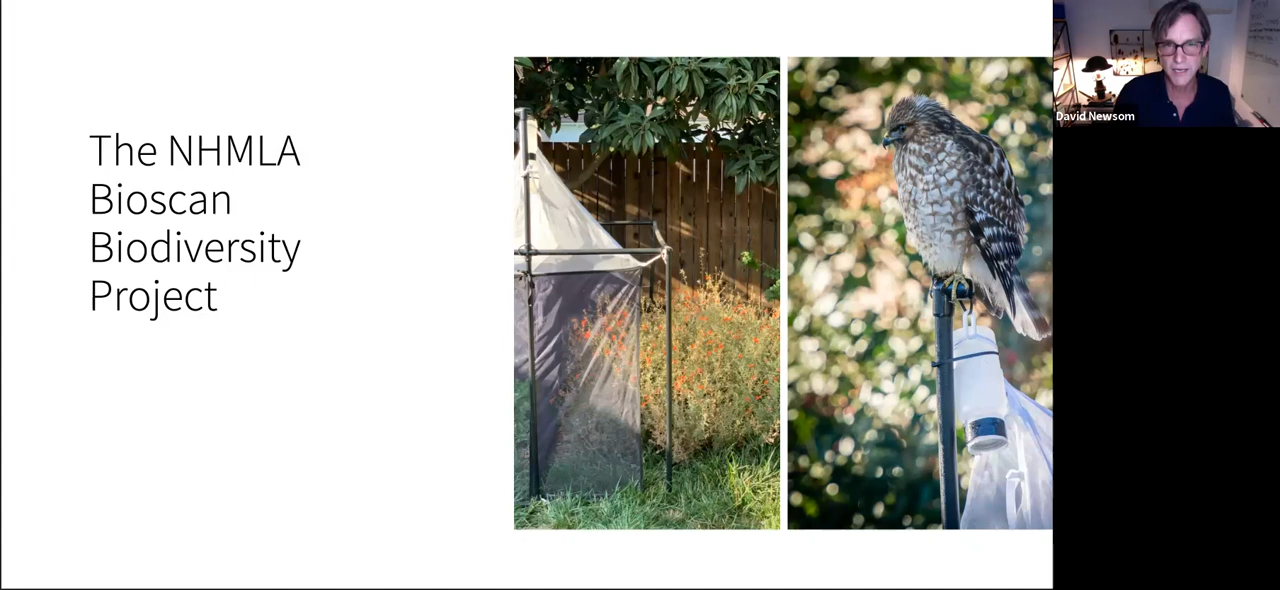 The NHMLA
Bioscan
Biodiversity
Project
David Newsom